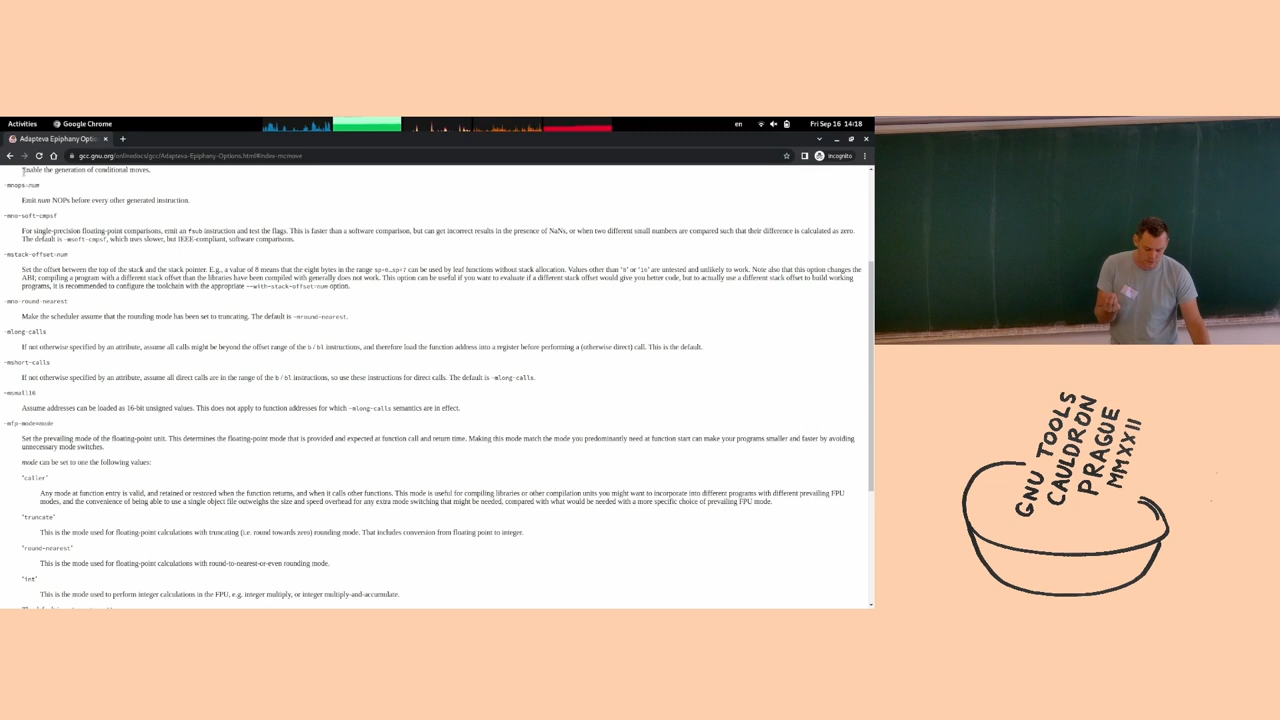 Activities
Google Chrome
en
Fri Sep 16 14:18
Adapteva Epiphany Optio
gcc.gnu.org/onlinedocs/gcc/Adapteva-Epiphany-Options.html#index-mcmove
Incognito
Enable the generation of conditional moves.
-mnops=num
Emit num NOPs before every other generated instruction.
-mno-soft-cmpsf
For single-precision floating-point comparisons, emit an fsub instruction and test the flags. This is faster than a software comparison, but can get incorrect results in the presence of NaNs, or when two different small numbers are compared such that their difference is calculated as zero.
The default is -msoft-cmpsf, which uses slower, but IEEE-compliant, software comparisons.
-mstack-offset=num
Set the offset between the top of the stack and the stack pointer. E.g., a value of 8 means that the eight bytes in the range sp+0…sp+7 can be used by leaf functions without stack allocation. Values other than ‘8’ or ‘16’ are untested and unlikely to work. Note also that this option changes the
ABI; compiling a program with a different stack offset than the libraries have been compiled with generally does not work. This option can be useful if you want to evaluate if a different stack offset would give you better code, but to actually use a different stack offset to build working
programs, it is recommended to configure the toolchain with the appropriate --with-stack-offset=num option.
-mno-round-nearest
Make the scheduler assume that the rounding mode has been set to truncating. The default is -mround-nearest.
-mlong-calls
If not otherwise specified by an attribute, assume all calls might be beyond the offset range of the b / bl instructions, and therefore load the function address into a register before performing a (otherwise direct) call. This is the default.
-mshort-calls
If not otherwise specified by an attribute, assume all direct calls are in the range of the b / bl instructions, so use these instructions for direct calls. The default is -mlong-calls.
-msmall16
Assume addresses can be loaded as 16-bit unsigned values. This does not apply to function addresses for which -mlong-calls semantics are in effect.
-mfp-mode=mode
Set the prevailing mode of the floating-point unit. This determines the floating-point mode that is provided and expected at function call and return time. Making this mode match the mode you predominantly need at function start can make your programs smaller and faster by avoiding
unnecessary mode switches.
mode can be set to one the following values:
‘caller’
Any mode at function entry is valid, and retained or restored when the function returns, and when it calls other functions. This mode is useful for compiling libraries or other compilation units you might want to incorporate into different programs with different prevailing FPU
modes, and the convenience of being able to use a single object file outweighs the size and speed overhead for any extra mode switching that might be needed, compared with what would be needed with a more specific choice of prevailing FPU mode.
‘truncate’
This is the mode used for floating-point calculations with truncating (i.e. round towards zero) rounding mode. That includes conversion from floating point to integer.
‘round-nearest’
This is the mode used for floating-point calculations with round-to-nearest-or-even rounding mode.
‘int’
This is the mode used to perform integer calculations in the FPU, e.g. integer multiply, or integer multiply-and-accumulate.
GNU TOOLS
CAULDRON
PRAGUE
MMXXII